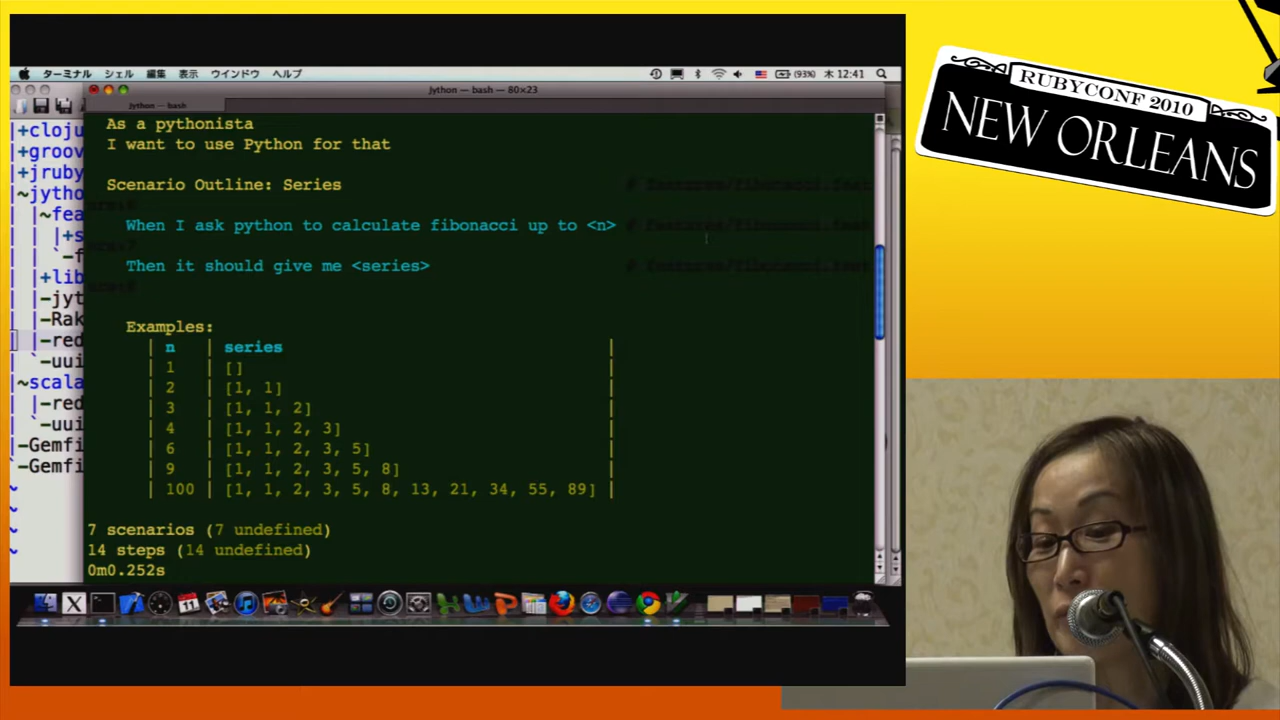 ターミナル シェル 編集 表示 ウインドウ ヘルプ (93%) 木 12:41
jython — bash — 80×23
jython — bash
As a pythonista
I want to use Python for that
Scenario Outline: Series
When I ask python to calculate fibonacci up to <n>
Then it should give me <series>
Examples:
| n | series |
| 1 | [] |
| 2 | [1, 1] |
| 3 | [1, 1, 2] |
| 4 | [1, 1, 2, 3] |
| 6 | [1, 1, 2, 3, 5] |
| 9 | [1, 1, 2, 3, 5, 8] |
| 100 | [1, 1, 2, 3, 5, 8, 13, 21, 34, 55, 89] |
7 scenarios (7 undefined)
14 steps (14 undefined)
0m0.252s
|+cloju
|+groov
|+jruby
|~jytho
| |~fea
| | |+s
| | `-f
| |+lib
| |-jyt
| |-Rak
| |-red
| `-uui
|~scala
| |-red
| `-uui
|-Gemfi
`-Gemfi
~
~
~
~
RUBYCONF 2010
NEW ORLEANS